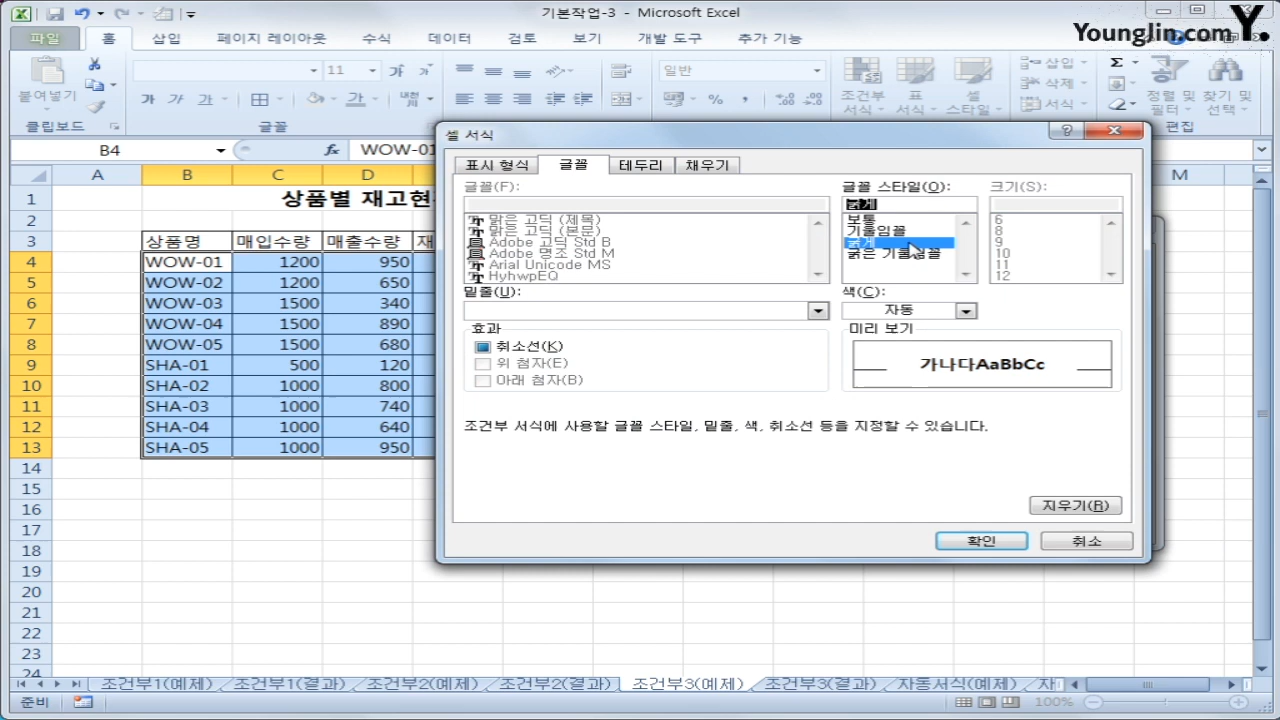 기본작업-3 - Microsoft Excel
Youngjin.com Y.
파일 홈 삽입 페이지 레이아웃 수식 데이터 검토 보기 개발 도구 추가 기능
붙여넣기
클립보드
11
가 가 가
글꼴
일반
조건부 서식
표 서식
셀 스타일
삽입
삭제
서식
정렬 및 필터
찾기 및 선택
편집
B4
fx WOW-01
A B C D M
1 상품별 재고현
2
3 상품명 매입수량 매출수량 재
4 WOW-01 1200 950
5 WOW-02 1200 650
6 WOW-03 1500 340
7 WOW-04 1500 890
8 WOW-05 1500 680
9 SHA-01 500 120
10 SHA-02 1000 800
11 SHA-03 1000 740
12 SHA-04 1000 640
13 SHA-05 1000 950
14
15
16
17
18
19
20
21
22
23
24
셀 서식
표시 형식 글꼴 테두리 채우기
글꼴(F):
맑은 고딕 (제목)
맑은 고딕 (본문)
Adobe 고딕 Std B
Adobe 명조 Std M
Arial Unicode MS
HyhwpEQ
글꼴 스타일(O):
굵게
보통
기울임꼴
굵게
굵은 기울임꼴
크기(S):
6
8
9
10
11
12
밑줄(U):
색(C):
자동
효과
취소선(K)
위 첨자(E)
아래 첨자(B)
미리 보기
가나다AaBbCc
조건부 서식에 사용할 글꼴 스타일, 밑줄, 색, 취소선 등을 지정할 수 있습니다.
지우기(R)
확인 취소
조건부1(예제) 조건부1(결과) 조건부2(예제) 조건부2(결과) 조건부3(예제) 조건부3(결과) 자동서식(예제) 자
준비
100%